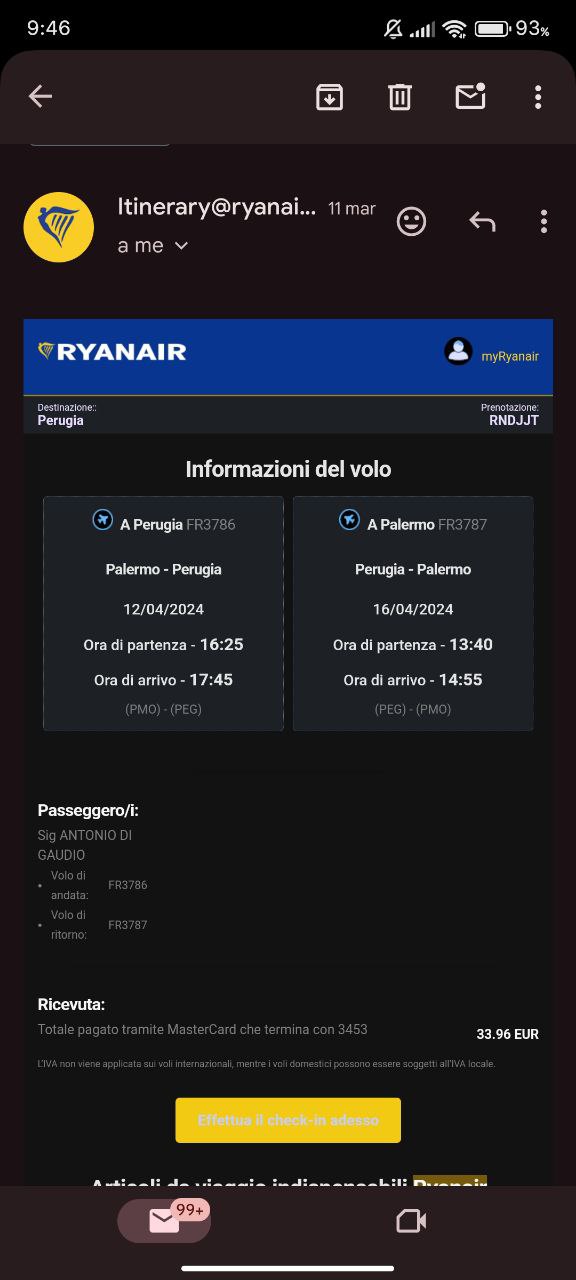 9:46
93%
Itinerary@ryanai... 11 mar
a me
RYANAIR
myRyanair
Destinazione::
Perugia
Prenotazione:
RNDJJT
Informazioni del volo
A Perugia FR3786
Palermo - Perugia
12/04/2024
Ora di partenza - 16:25
Ora di arrivo - 17:45
(PMO) - (PEG)
A Palermo FR3787
Perugia - Palermo
16/04/2024
Ora di partenza - 13:40
Ora di arrivo - 14:55
(PEG) - (PMO)
Passeggero/i:
Sig ANTONIO DI
GAUDIO
• Volo di
andata: FR3786
• Volo di
ritorno: FR3787
Ricevuta:
Totale pagato tramite MasterCard che termina con 3453 33.96 EUR
L'IVA non viene applicata sui voli internazionali, mentre i voli domestici possono essere soggetti all'IVA locale.
Effettua il check-in adesso
Articoli da viaggio indispensabili Ryanair
99+